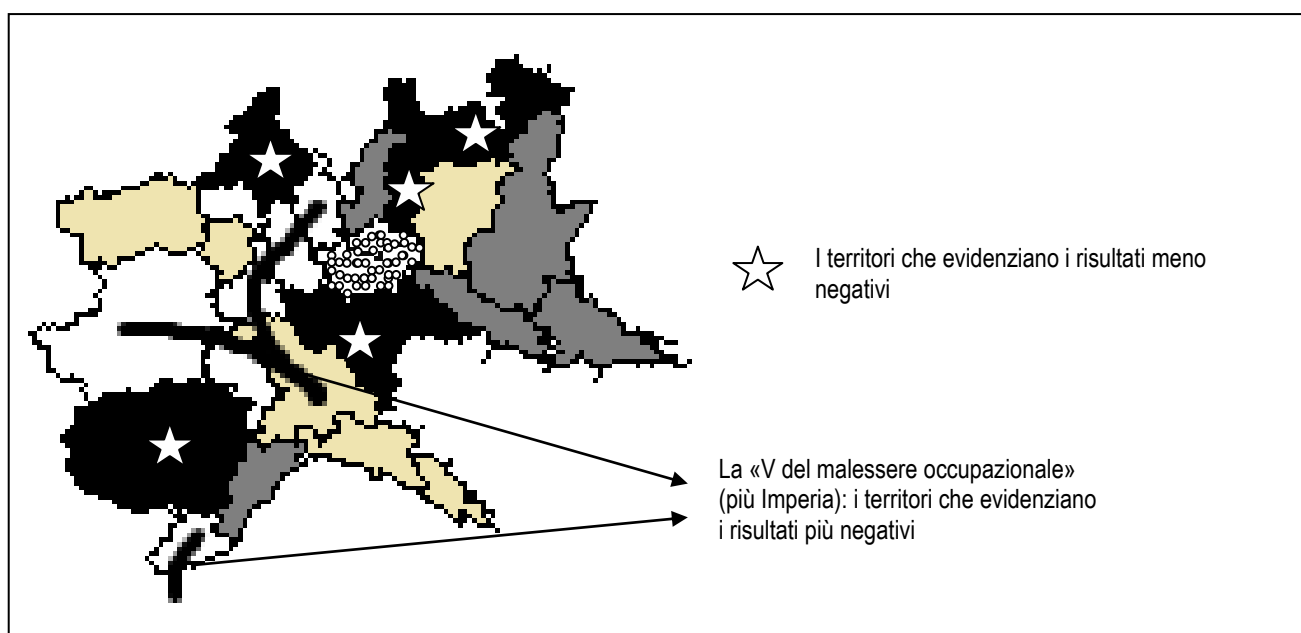 I territori che evidenziano i risultati meno
negativi
La «V del malessere occupazionale»
(più Imperia): i territori che evidenziano
i risultati più negativi